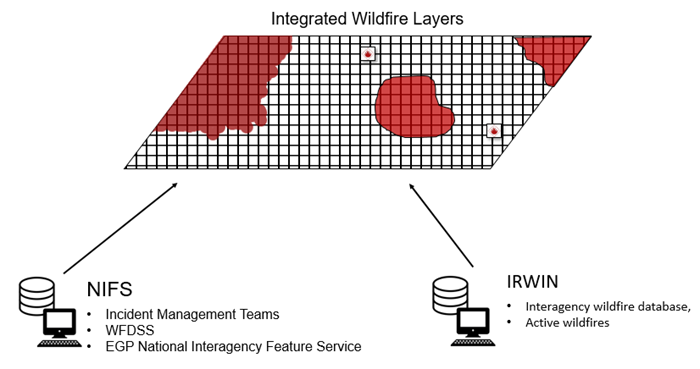 Integrated Wildfire Layers
NIFS
• Incident Management Teams
• WFDSS
• EGP National Interagency Feature Service
IRWIN
• Interagency wildfire database,
• Active wildfires